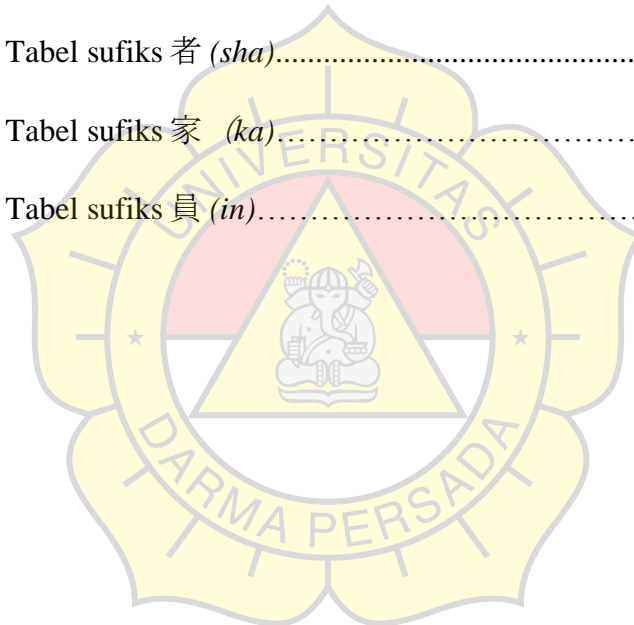 Tabel sufiks 者 (sha)..............................................
Tabel sufiks 家 (ka)……………………………
Tabel sufiks 員 (in)………………………………
UNIVERSITAS
DARMA PERSADA